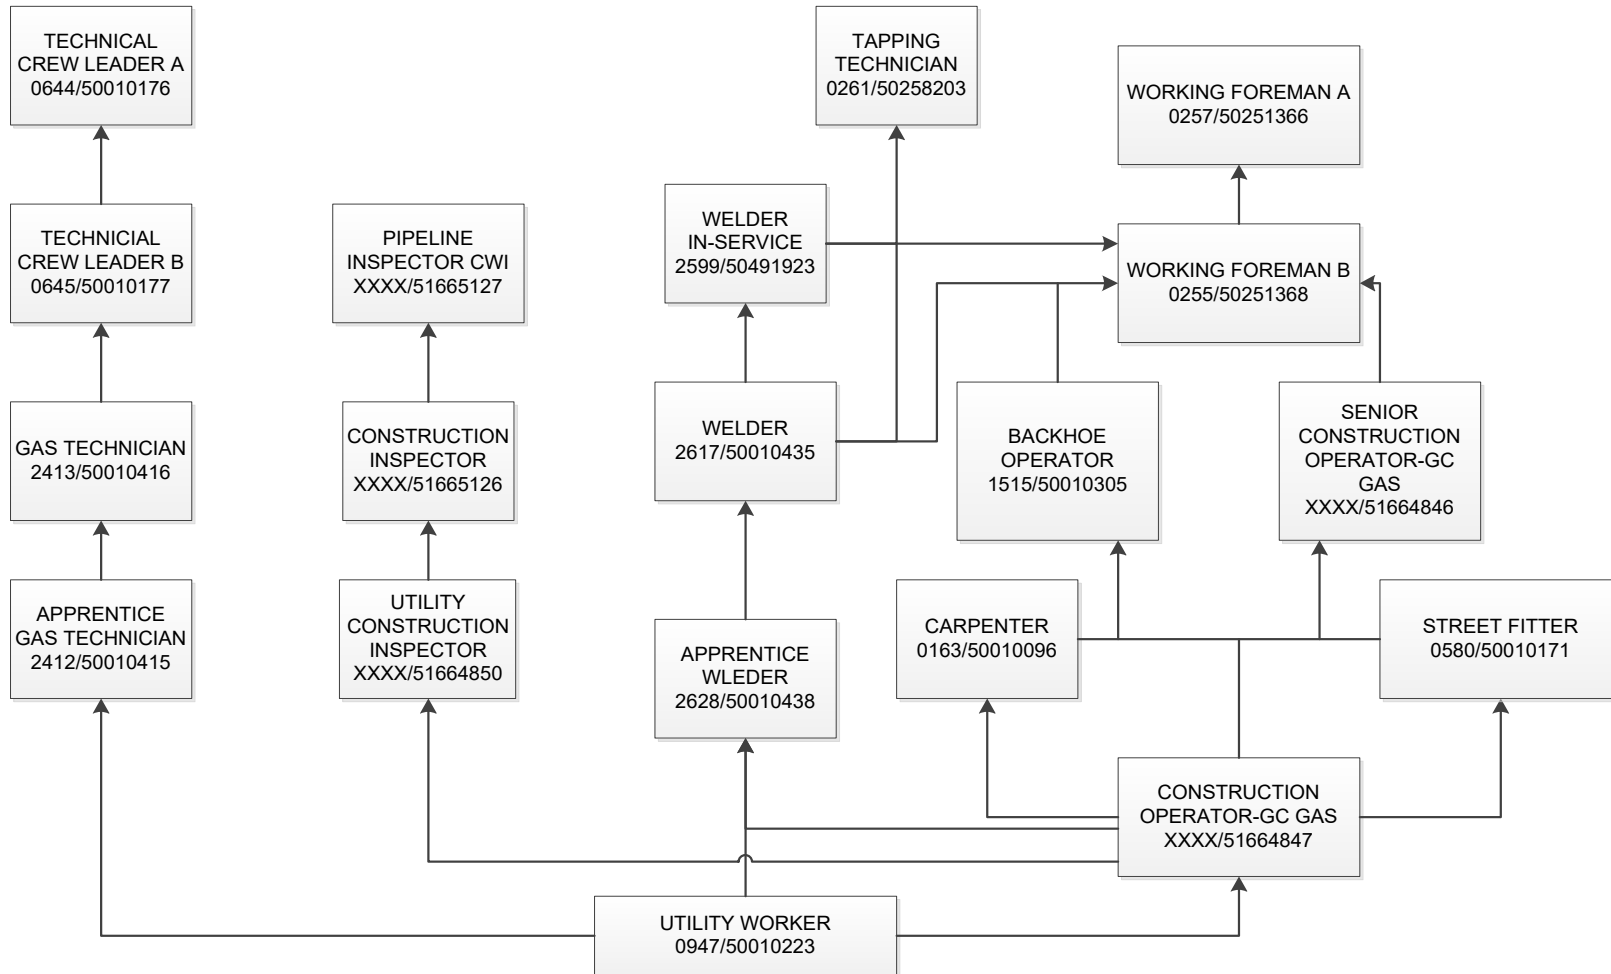 TECHNICAL
CREW LEADER A
0644/50010176
TAPPING
TECHNICIAN
0261/50258203
WORKING FOREMAN A
0257/50251366
TECHNICIAL
CREW LEADER B
0645/50010177
PIPELINE
INSPECTOR CWI
XXXX/51665127
WELDER
IN-SERVICE
2599/50491923
WORKING FOREMAN B
0255/50251368
GAS TECHNICIAN
2413/50010416
CONSTRUCTION
INSPECTOR
XXXX/51665126
WELDER
2617/50010435
BACKHOE
OPERATOR
1515/50010305
SENIOR
CONSTRUCTION
OPERATOR-GC
GAS
XXXX/51664846
APPRENTICE
GAS TECHNICIAN
2412/50010415
UTILITY
CONSTRUCTION
INSPECTOR
XXXX/51664850
APPRENTICE
WLEDER
2628/50010438
CARPENTER
0163/50010096
STREET FITTER
0580/50010171
CONSTRUCTION
OPERATOR-GC GAS
XXXX/51664847
UTILITY WORKER
0947/50010223